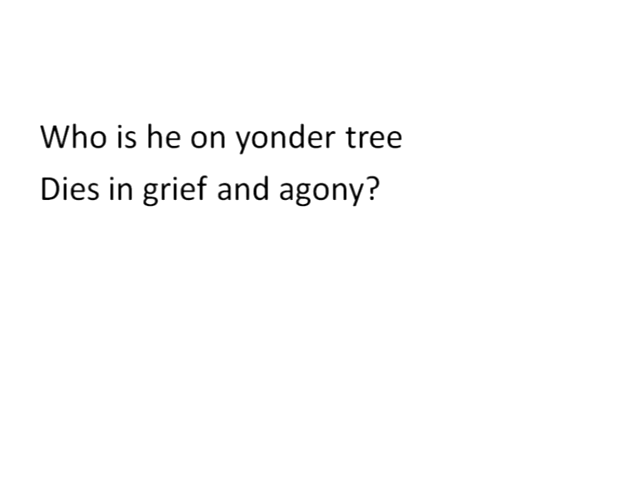 Who is he on yonder tree
Dies in grief and agony?